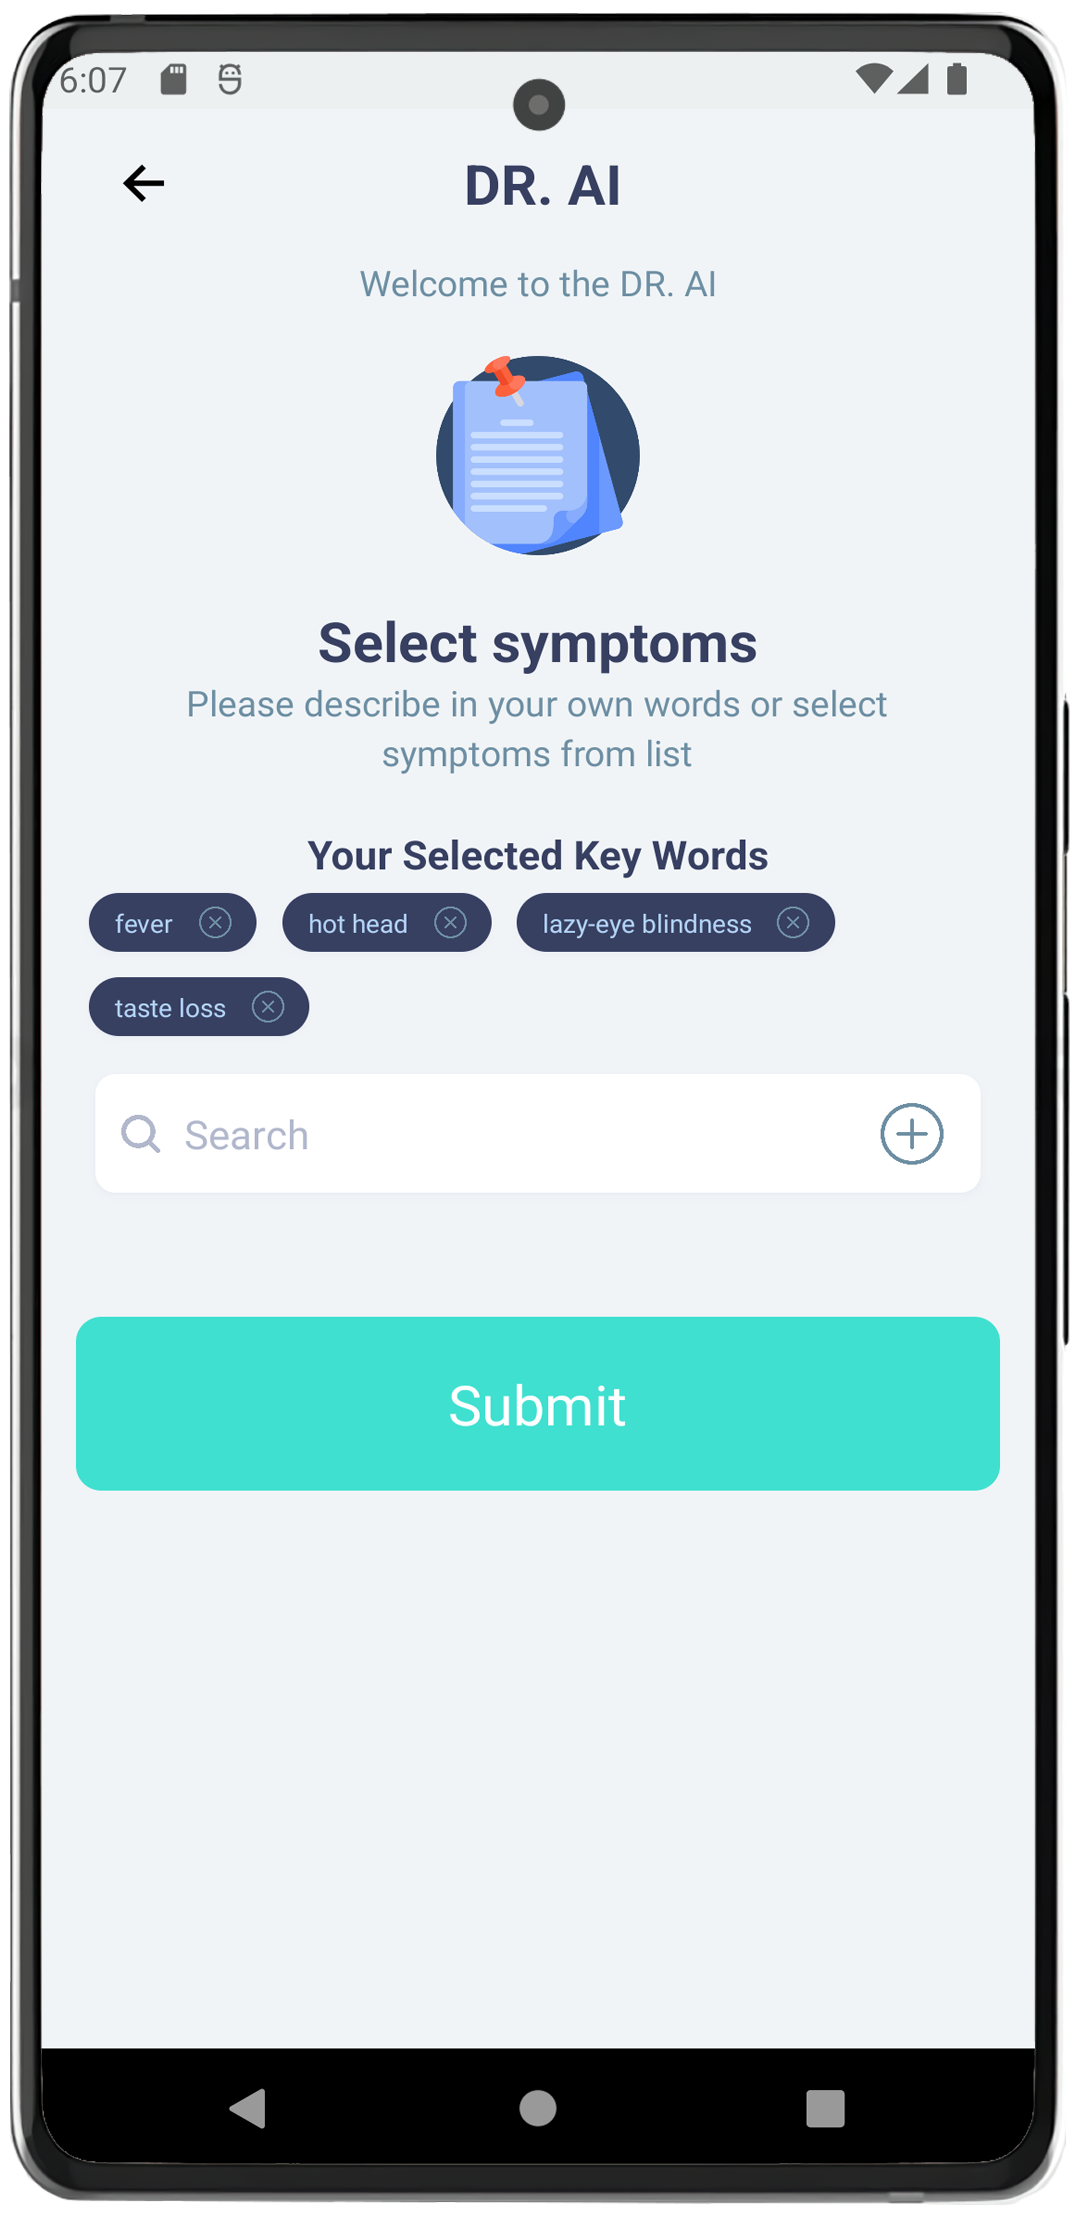 6:07
DR. AI
Welcome to the DR. AI
Select symptoms
Please describe in your own words or select
symptoms from list
Your Selected Key Words
fever hot head lazy-eye blindness
taste loss
Search
Submit